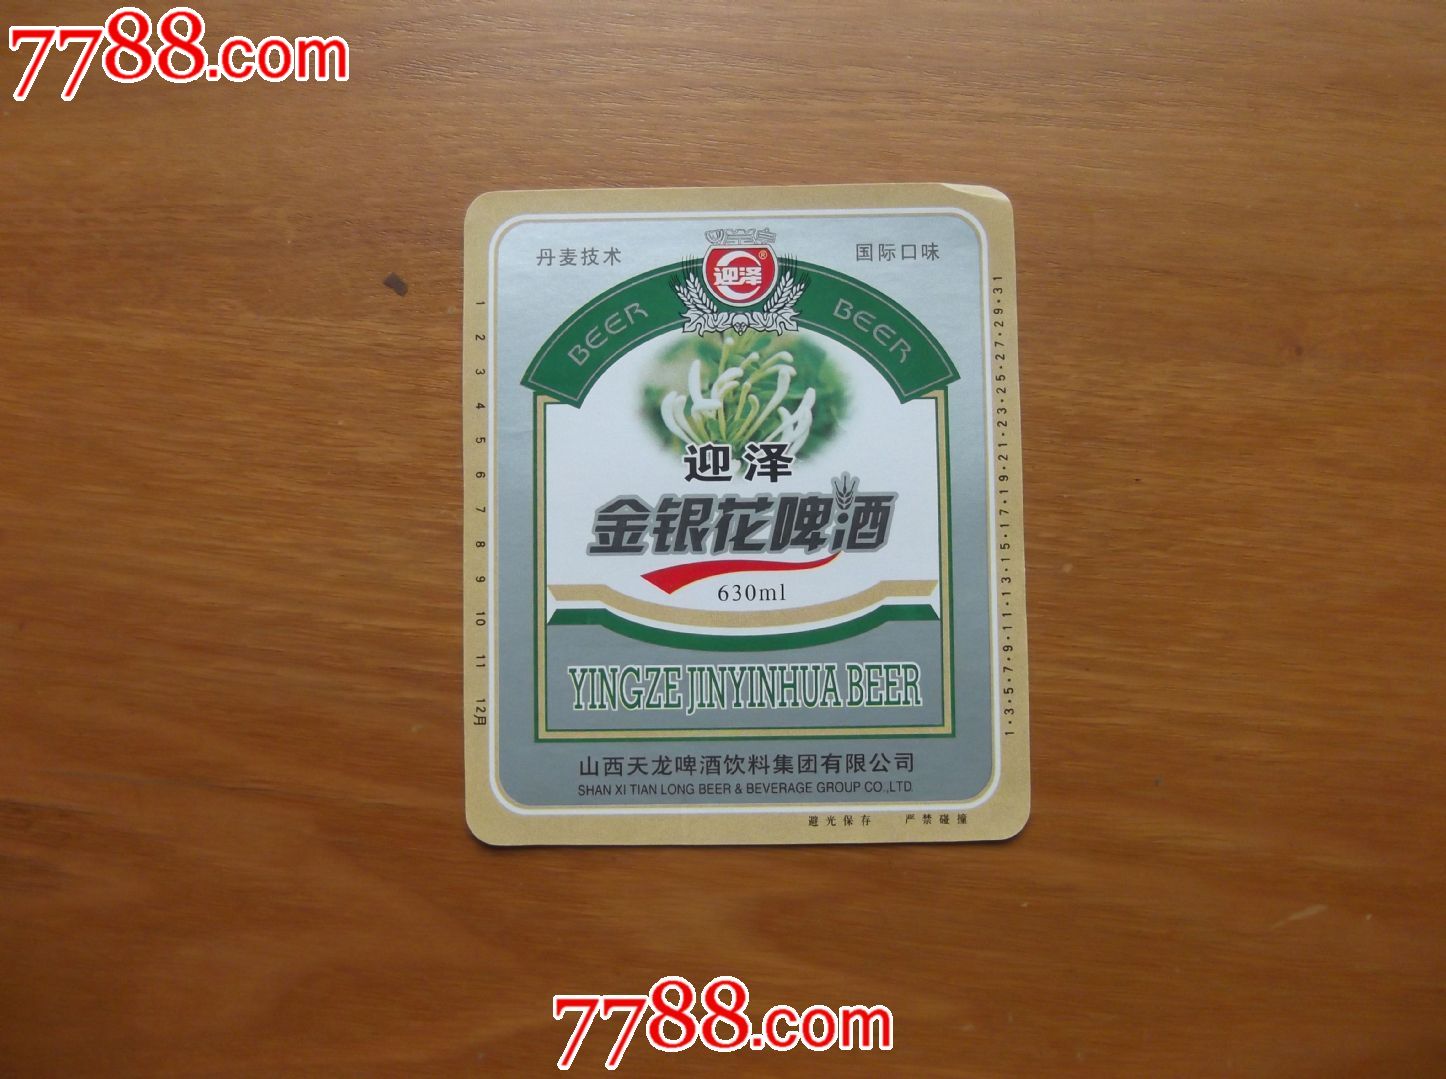 7788.com
丹麦技术
国际口味
迎泽®
BEER
BEER
迎泽
金银花啤酒
630ml
YINGZE JINYINHUA BEER
山西天龙啤酒饮料集团有限公司
SHAN XI TIAN LONG BEER & BEVERAGE GROUP CO.,LTD.
避光保存 严禁碰撞
1 2 3 4 5 6 7 8 9 10 11 12月
1·3·5·7·9·11·13·15·17·19·21·23·25·27·29·31
7788.com